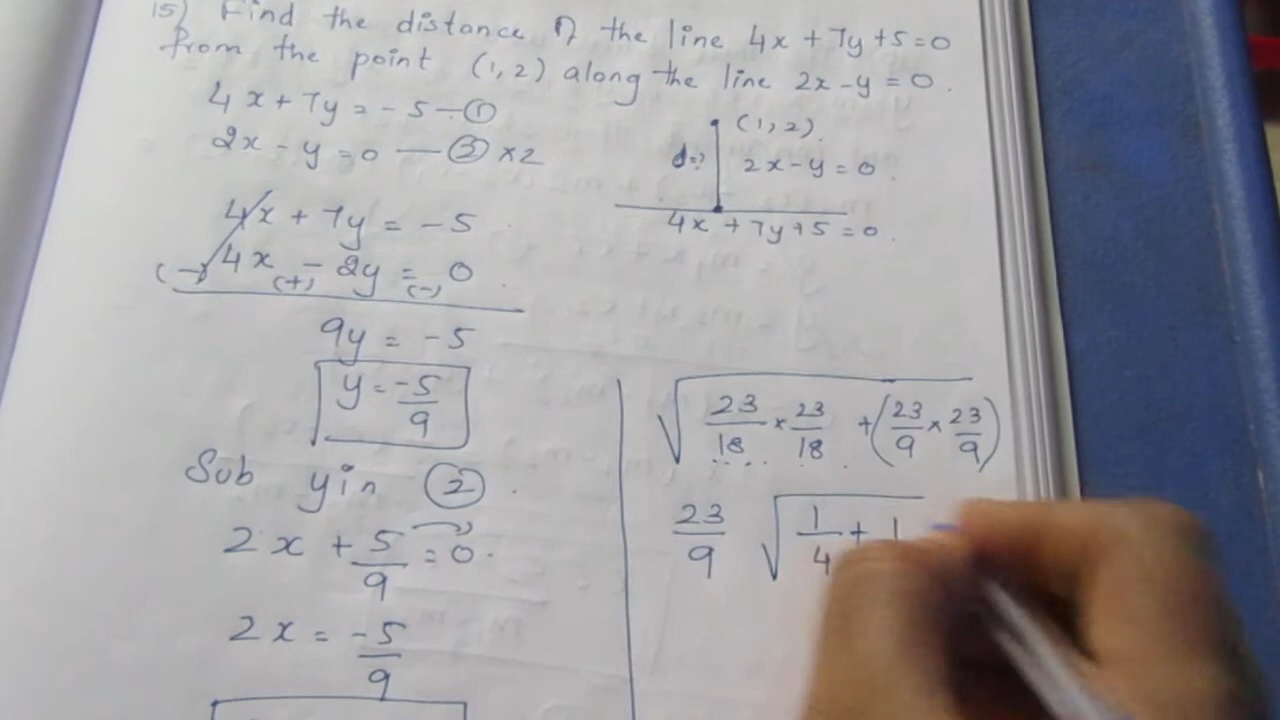 15) Find the distance of the line 4x + 7y + 5 = 0
from the point (1, 2) along the line 2x - y = 0.
4x + 7y = - 5 - ①
2x - y = 0 — ② × 2
(1, 2).
d=?
2x - y = 0
4x + 7y + 5 = 0.
4x + 7y = - 5
4x - 2y = 0
(-) (+) (-)
9y = - 5
y = -5/9
Sub y in ② .
2x + 5/9 = 0.
2x = -5/9
√ 23/18 × 23/18 + (23/9 × 23/9)
23/9 √ 1/4 + 1